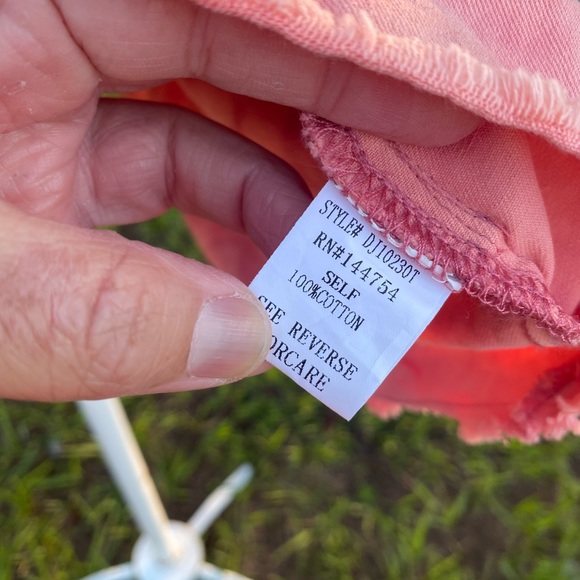 STYLE# DJ10230T
RN#144754
SELF
100%COTTON
SEE REVERSE
FORCARE